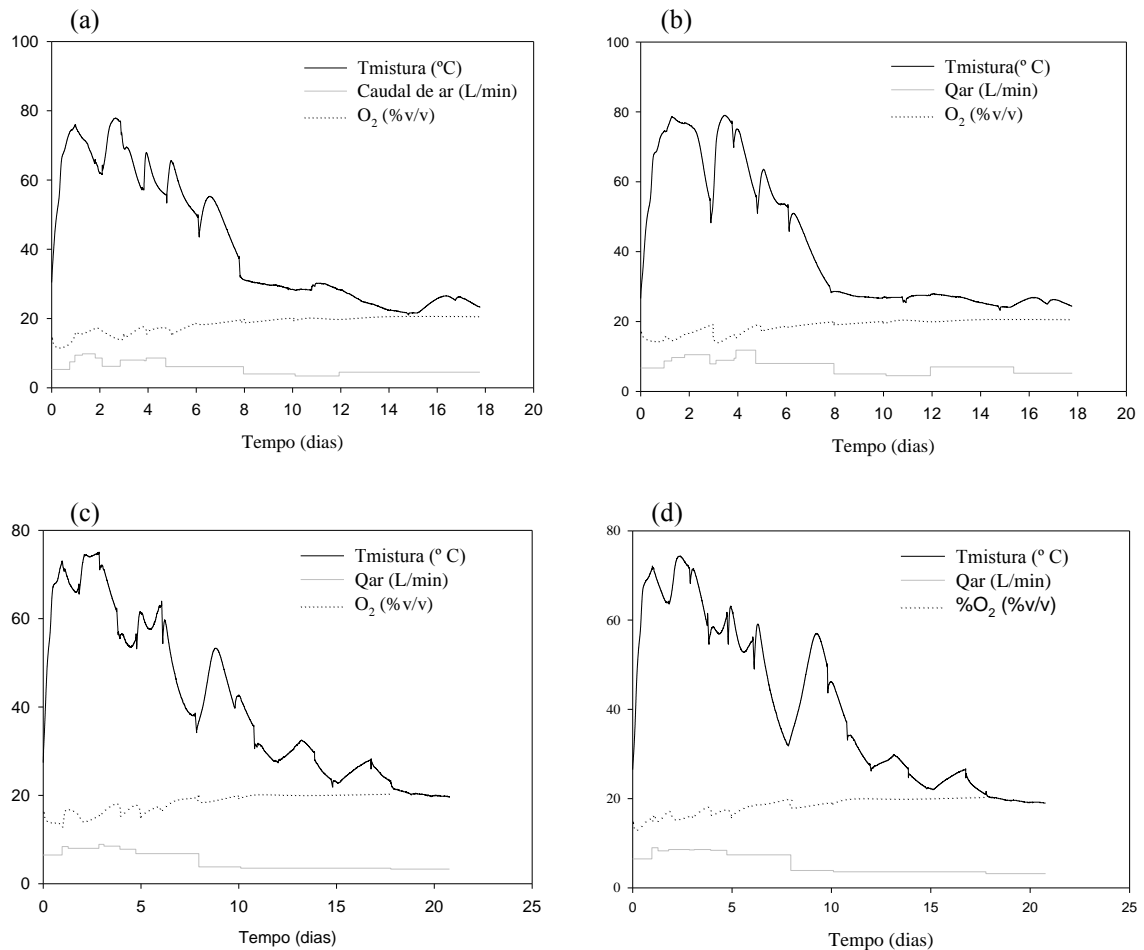 (a)
Tmistura (ºC)
Caudal de ar (L/min)
O2 (%v/v)
100
80
60
40
20
0
0 2 4 6 8 10 12 14 16 18 20
Tempo (dias)
(b)
Tmistura(º C)
Qar (L/min)
O2 (%v/v)
100
80
60
40
20
0
0 2 4 6 8 10 12 14 16 18 20
Tempo (dias)
(c)
Tmistura (º C)
Qar (L/min)
O2 (%v/v)
80
60
40
20
0
0 5 10 15 20 25
Tempo (dias)
(d)
Tmistura (º C)
Qar (L/min)
%O2 (%v/v)
80
60
40
20
0
0 5 10 15 20 25
Tempo (dias)